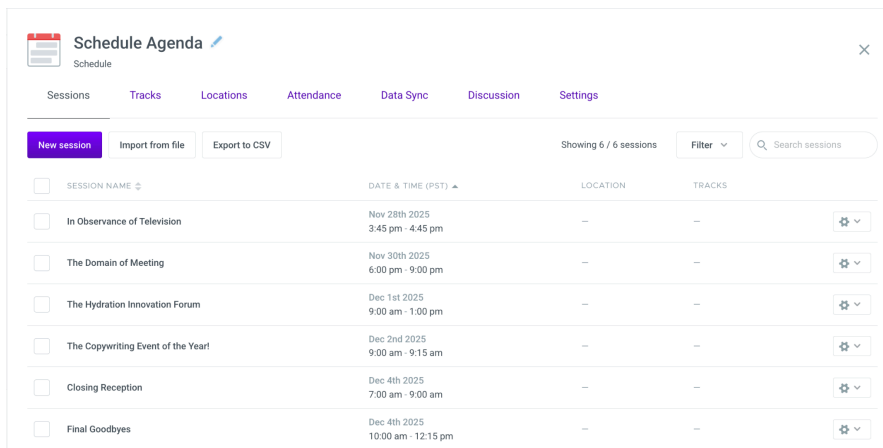 Schedule Agenda
Schedule
Sessions Tracks Locations Attendance Data Sync Discussion Settings
New session Import from file Export to CSV Showing 6 / 6 sessions Filter Search sessions
SESSION NAME DATE & TIME (PST) LOCATION TRACKS
In Observance of Television Nov 28th 2025 – –
3:45 pm - 4:45 pm
The Domain of Meeting Nov 30th 2025 – –
6:00 pm - 9:00 pm
The Hydration Innovation Forum Dec 1st 2025 – –
9:00 am - 1:00 pm
The Copywriting Event of the Year! Dec 2nd 2025 – –
9:00 am - 9:15 am
Closing Reception Dec 4th 2025 – –
7:00 am - 9:00 am
Final Goodbyes Dec 4th 2025 – –
10:00 am - 12:15 pm